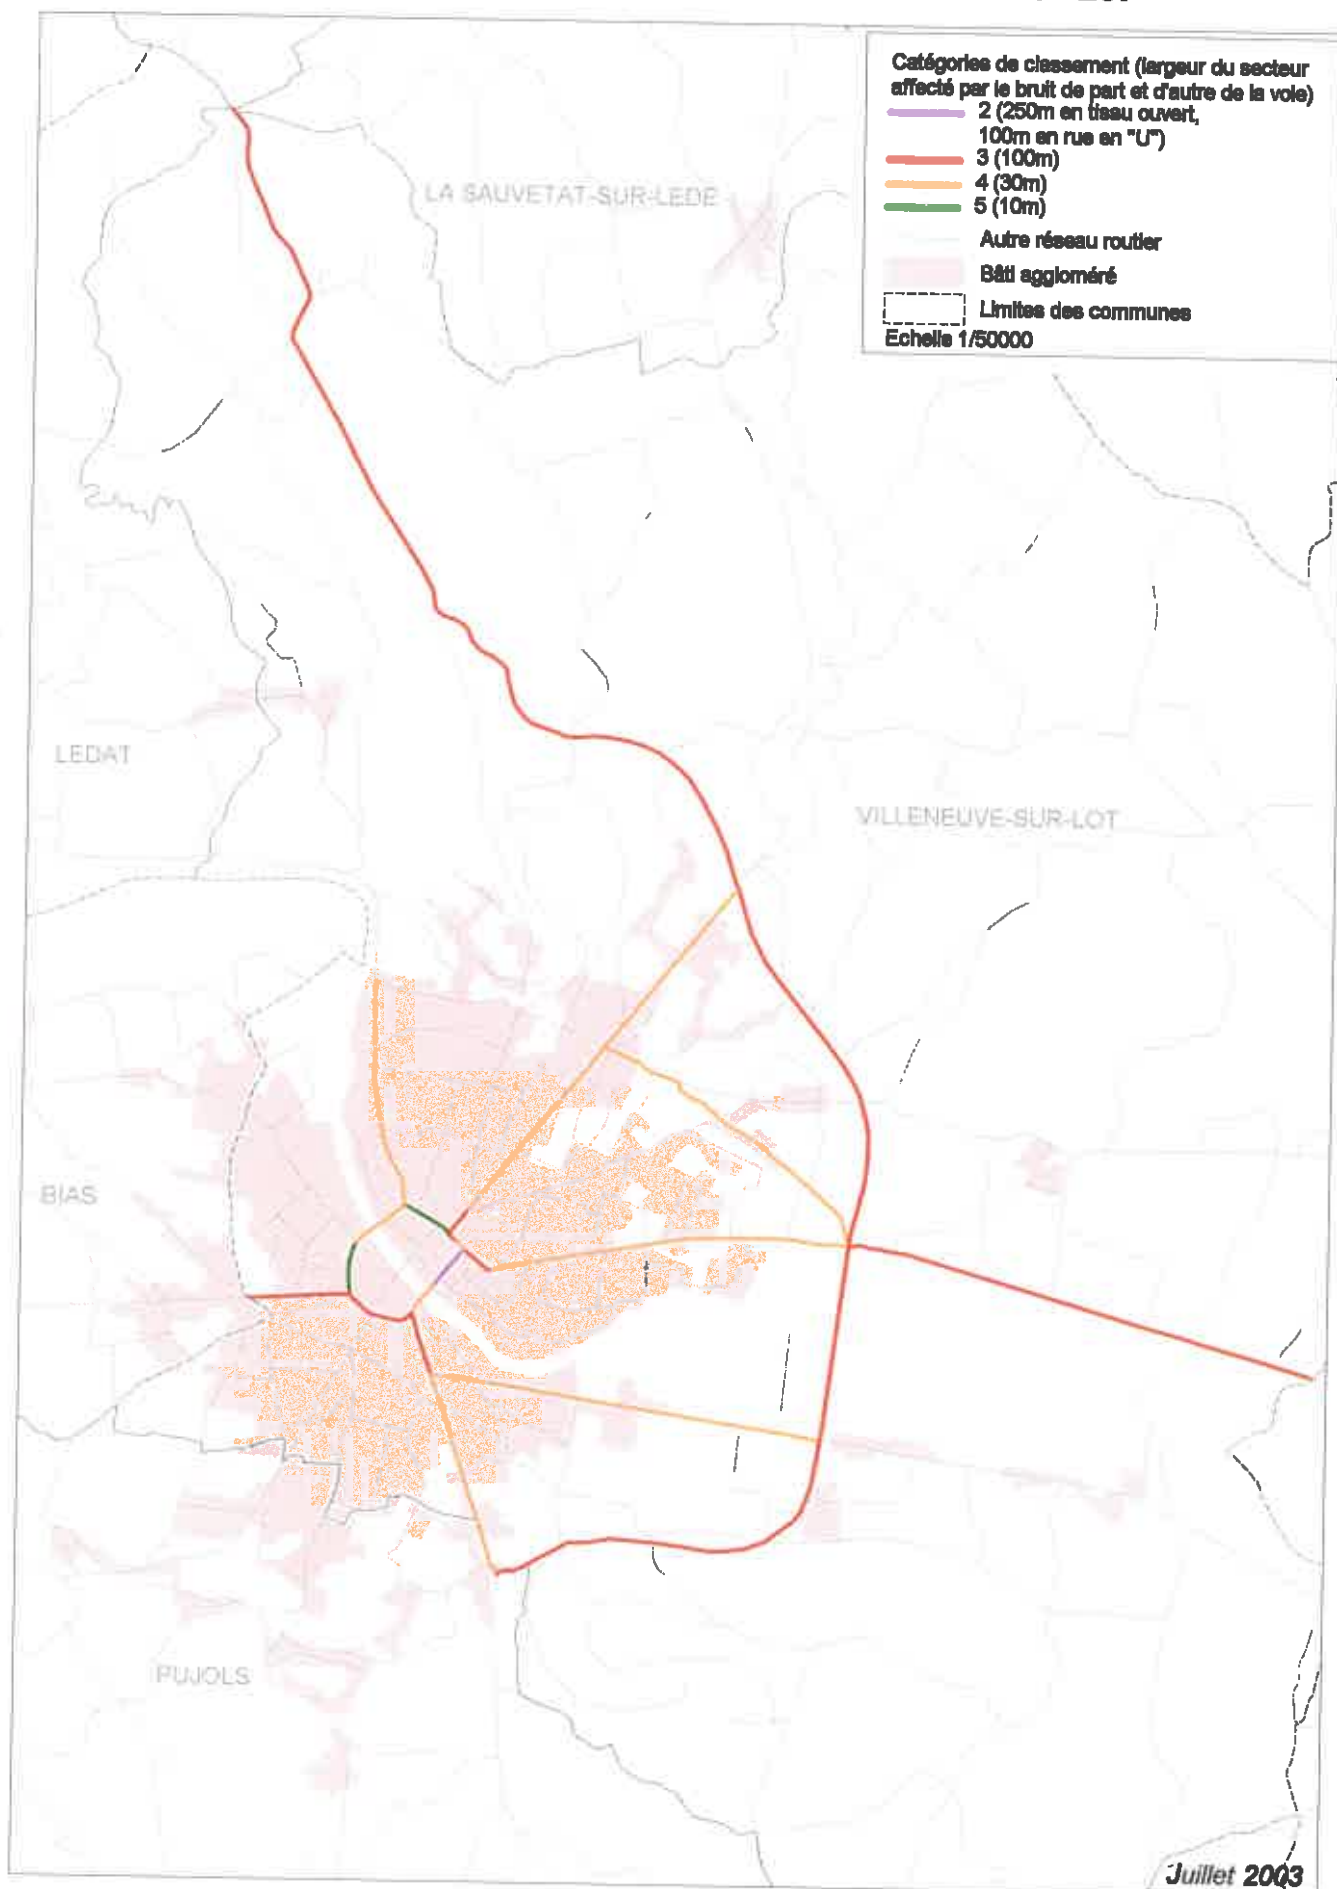 Catégories de classement (largeur du secteur
affecté par le bruit de part et d'autre de la voie)
2 (250m en tissu ouvert,
100m en rue en "U")
3 (100m)
4 (30m)
5 (10m)
Autre réseau routier
Bâti aggloméré
Limites des communes
Echelle 1/50000
LA SAUVETAT-SUR-LEDE
LEDAT
VILLENEUVE-SUR-LOT
BIAS
PUJOLS
Juillet 2003